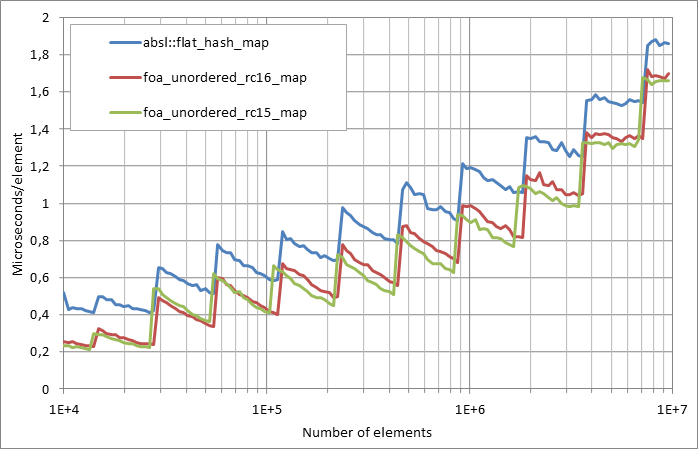 2
1,8
1,6
1,4
1,2
1
0,8
0,6
0,4
0,2
0
Microseconds/element
absl::flat_hash_map
foa_unordered_rc16_map
foa_unordered_rc15_map
1E+4
1E+5
1E+6
1E+7
Number of elements